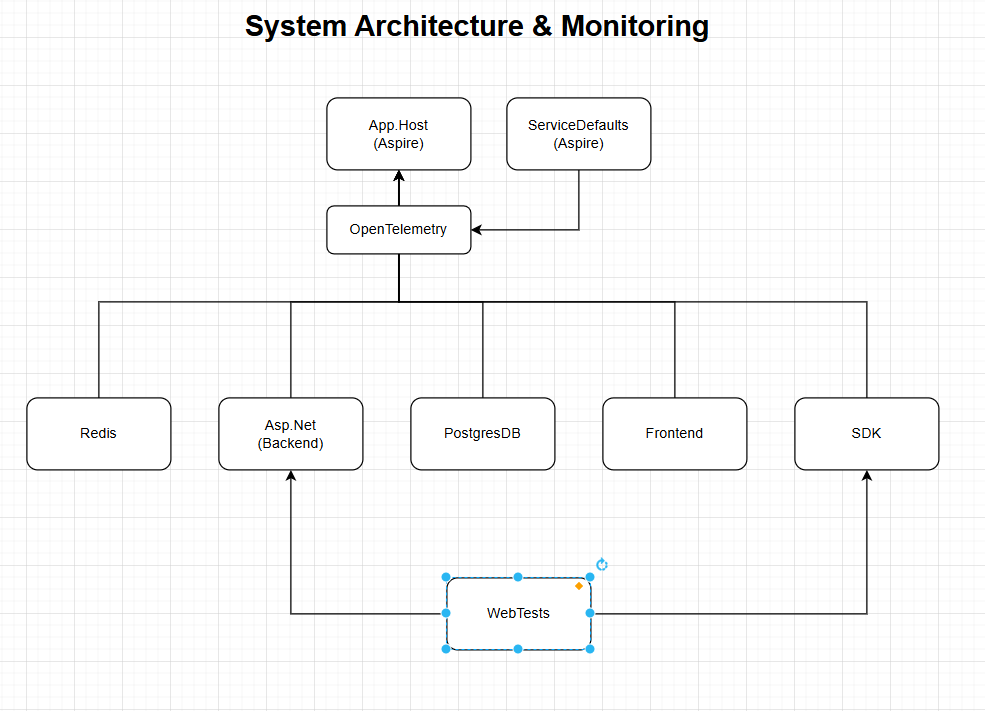 System Architecture & Monitoring
App.Host
(Aspire)
ServiceDefaults
(Aspire)
OpenTelemetry
Redis
Asp.Net
(Backend)
PostgresDB
Frontend
SDK
WebTests